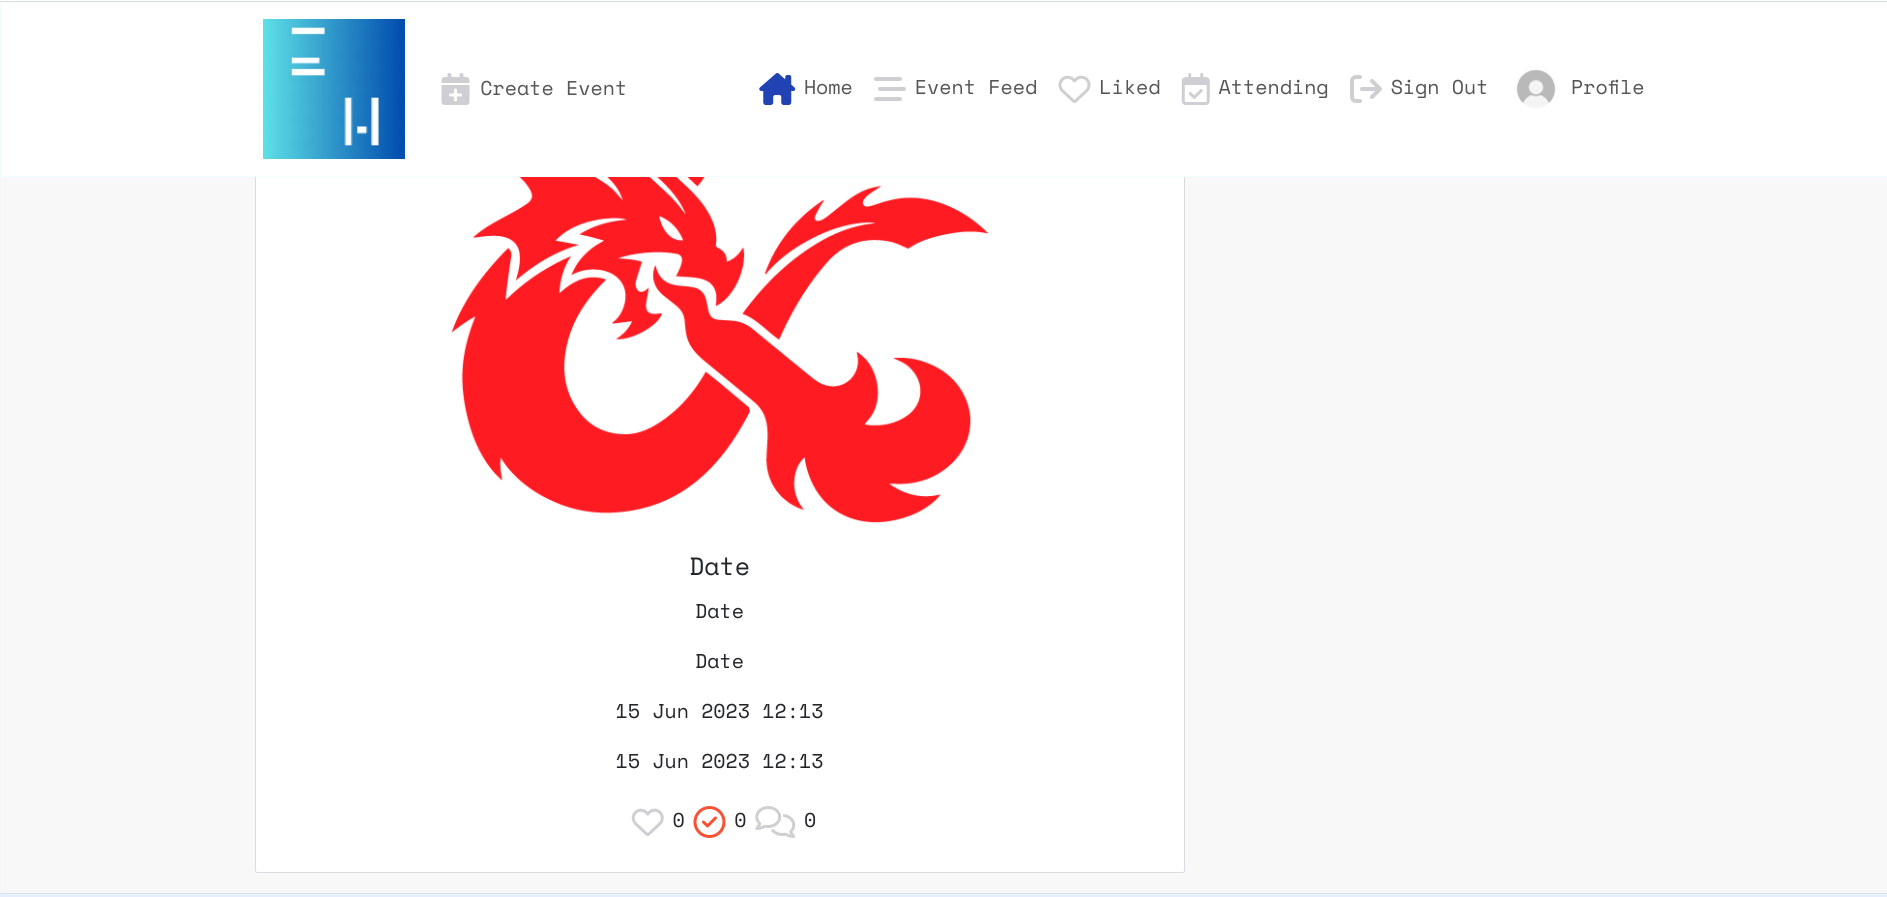 Create Event
Home Event Feed Liked Attending Sign Out Profile
Date
Date
Date
15 Jun 2023 12:13
15 Jun 2023 12:13
0 0 0